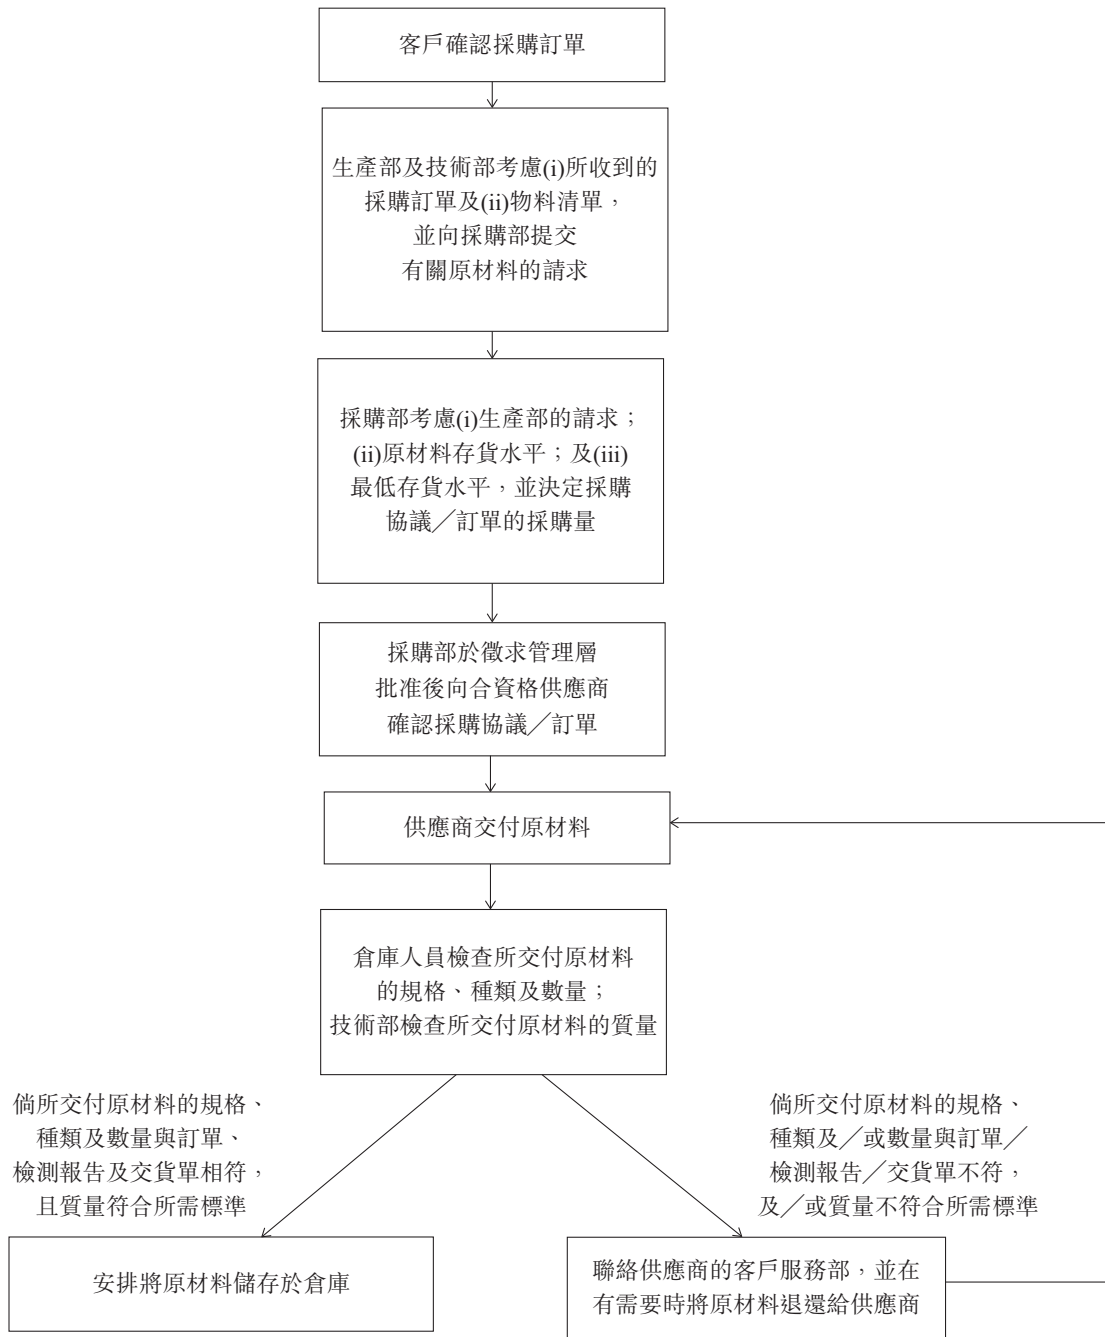 客戶確認採購訂單
生產部及技術部考慮(i)所收到的
採購訂單及(ii)物料清單，
並向採購部提交
有關原材料的請求
採購部考慮(i)生產部的請求；
(ii)原材料存貨水平；及(iii)
最低存貨水平，並決定採購
協議╱訂單的採購量
採購部於徵求管理層
批准後向合資格供應商
確認採購協議╱訂單
供應商交付原材料
倉庫人員檢查所交付原材料
的規格、種類及數量；
技術部檢查所交付原材料的質量
倘所交付原材料的規格、
種類及數量與訂單、
檢測報告及交貨單相符，
且質量符合所需標準
倘所交付原材料的規格、
種類及╱或數量與訂單╱
檢測報告╱交貨單不符，
及╱或質量不符合所需標準
安排將原材料儲存於倉庫
聯絡供應商的客戶服務部，並在
有需要時將原材料退還給供應商